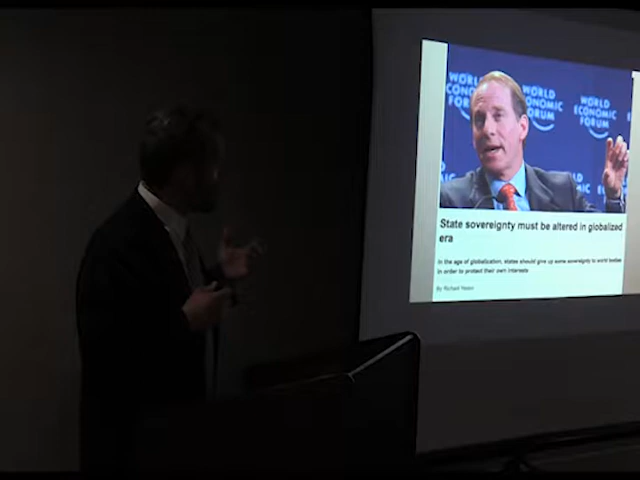 WORLD
ECONOMIC
FORUM
WORLD
ECONOMIC
FORUM
WORLD
ECONOMIC
FORUM
State sovereignty must be altered in globalized
era
In the age of globalization, states should give up some sovereignty to world bodies
in order to protect their own interests
By Richard